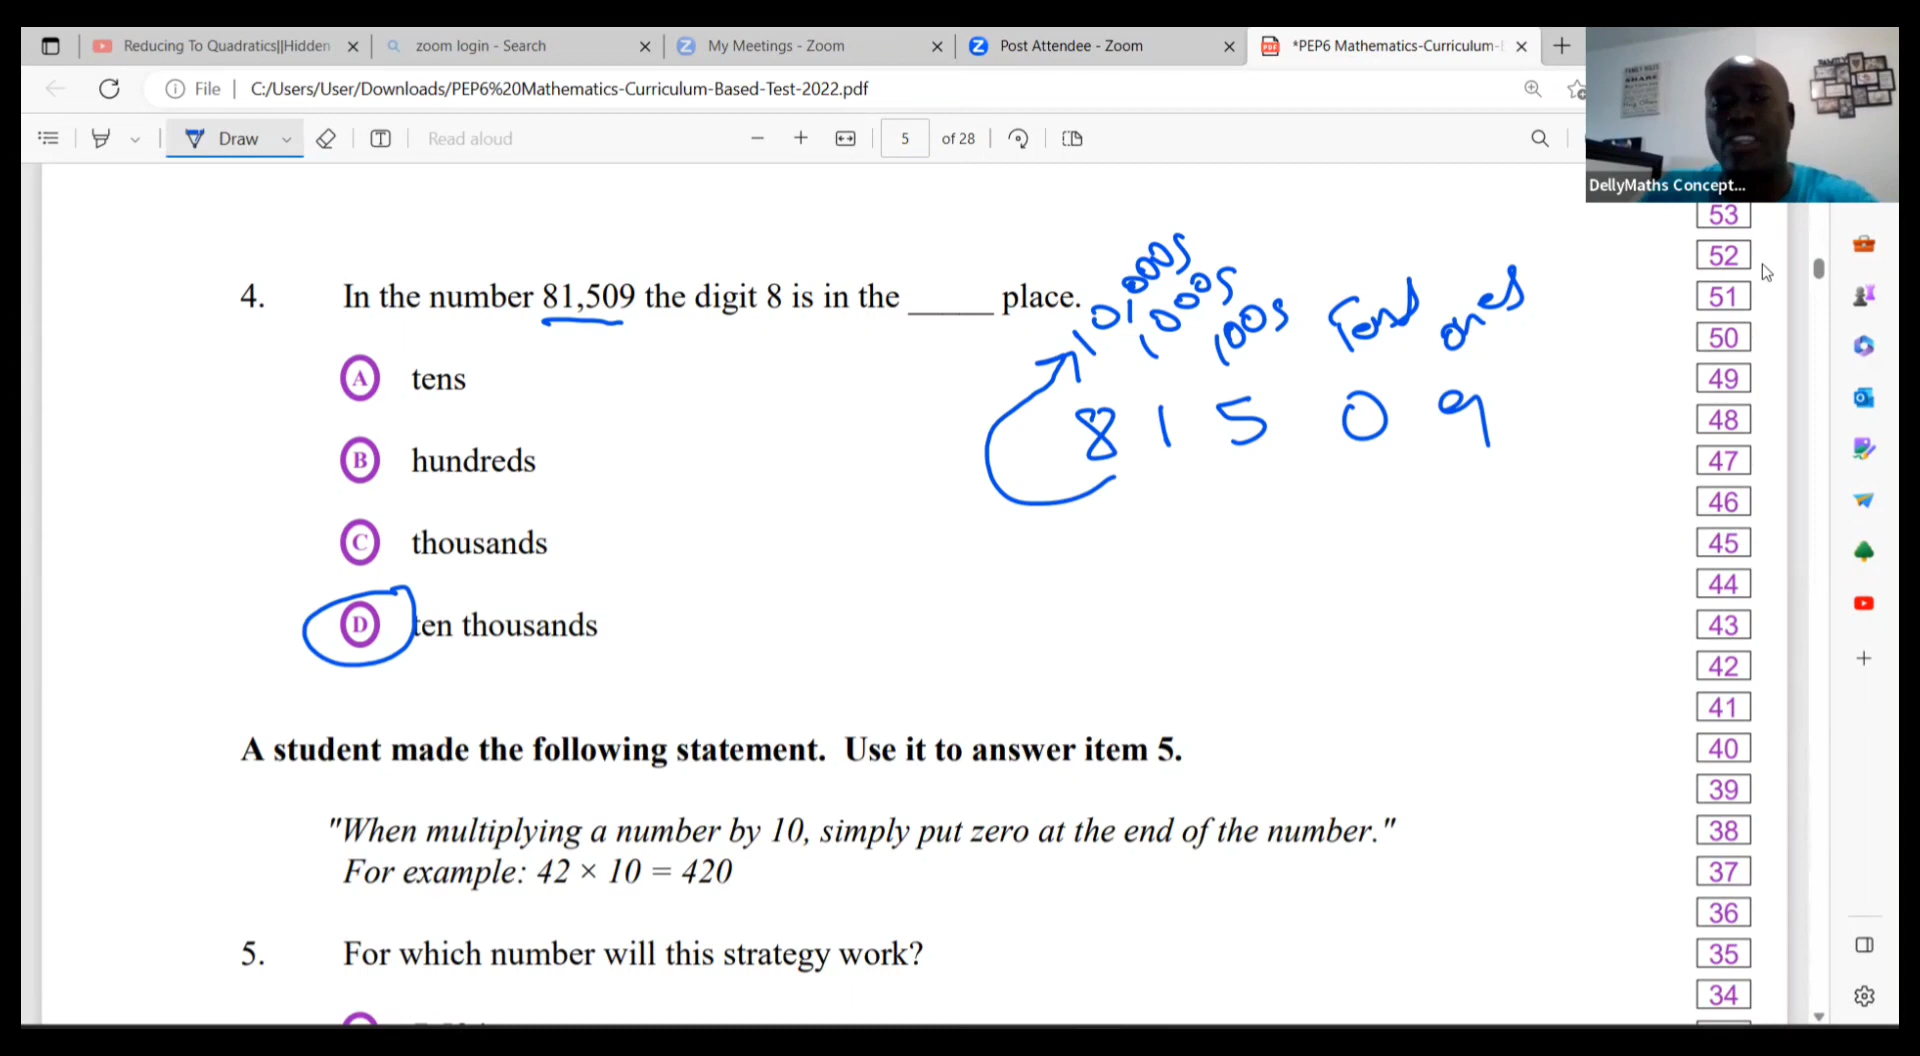 Reducing To Quadratics||Hidden
zoom login - Search
My Meetings - Zoom
Post Attendee - Zoom
*PEP6 Mathematics-Curriculum-
File
C:/Users/User/Downloads/PEP6%20Mathematics-Curriculum-Based-Test-2022.pdf
Draw
Read aloud
5 of 28
DellyMaths Concept...
4. In the number 81,509 the digit 8 is in the ______ place.
10,000s 1000s 100s Tens ones
8 1 5 0 9
A tens
B hundreds
C thousands
D ten thousands
A student made the following statement. Use it to answer item 5.
"When multiplying a number by 10, simply put zero at the end of the number."
For example: 42 × 10 = 420
5. For which number will this strategy work?
53
52
51
50
49
48
47
46
45
44
43
42
41
40
39
38
37
36
35
34